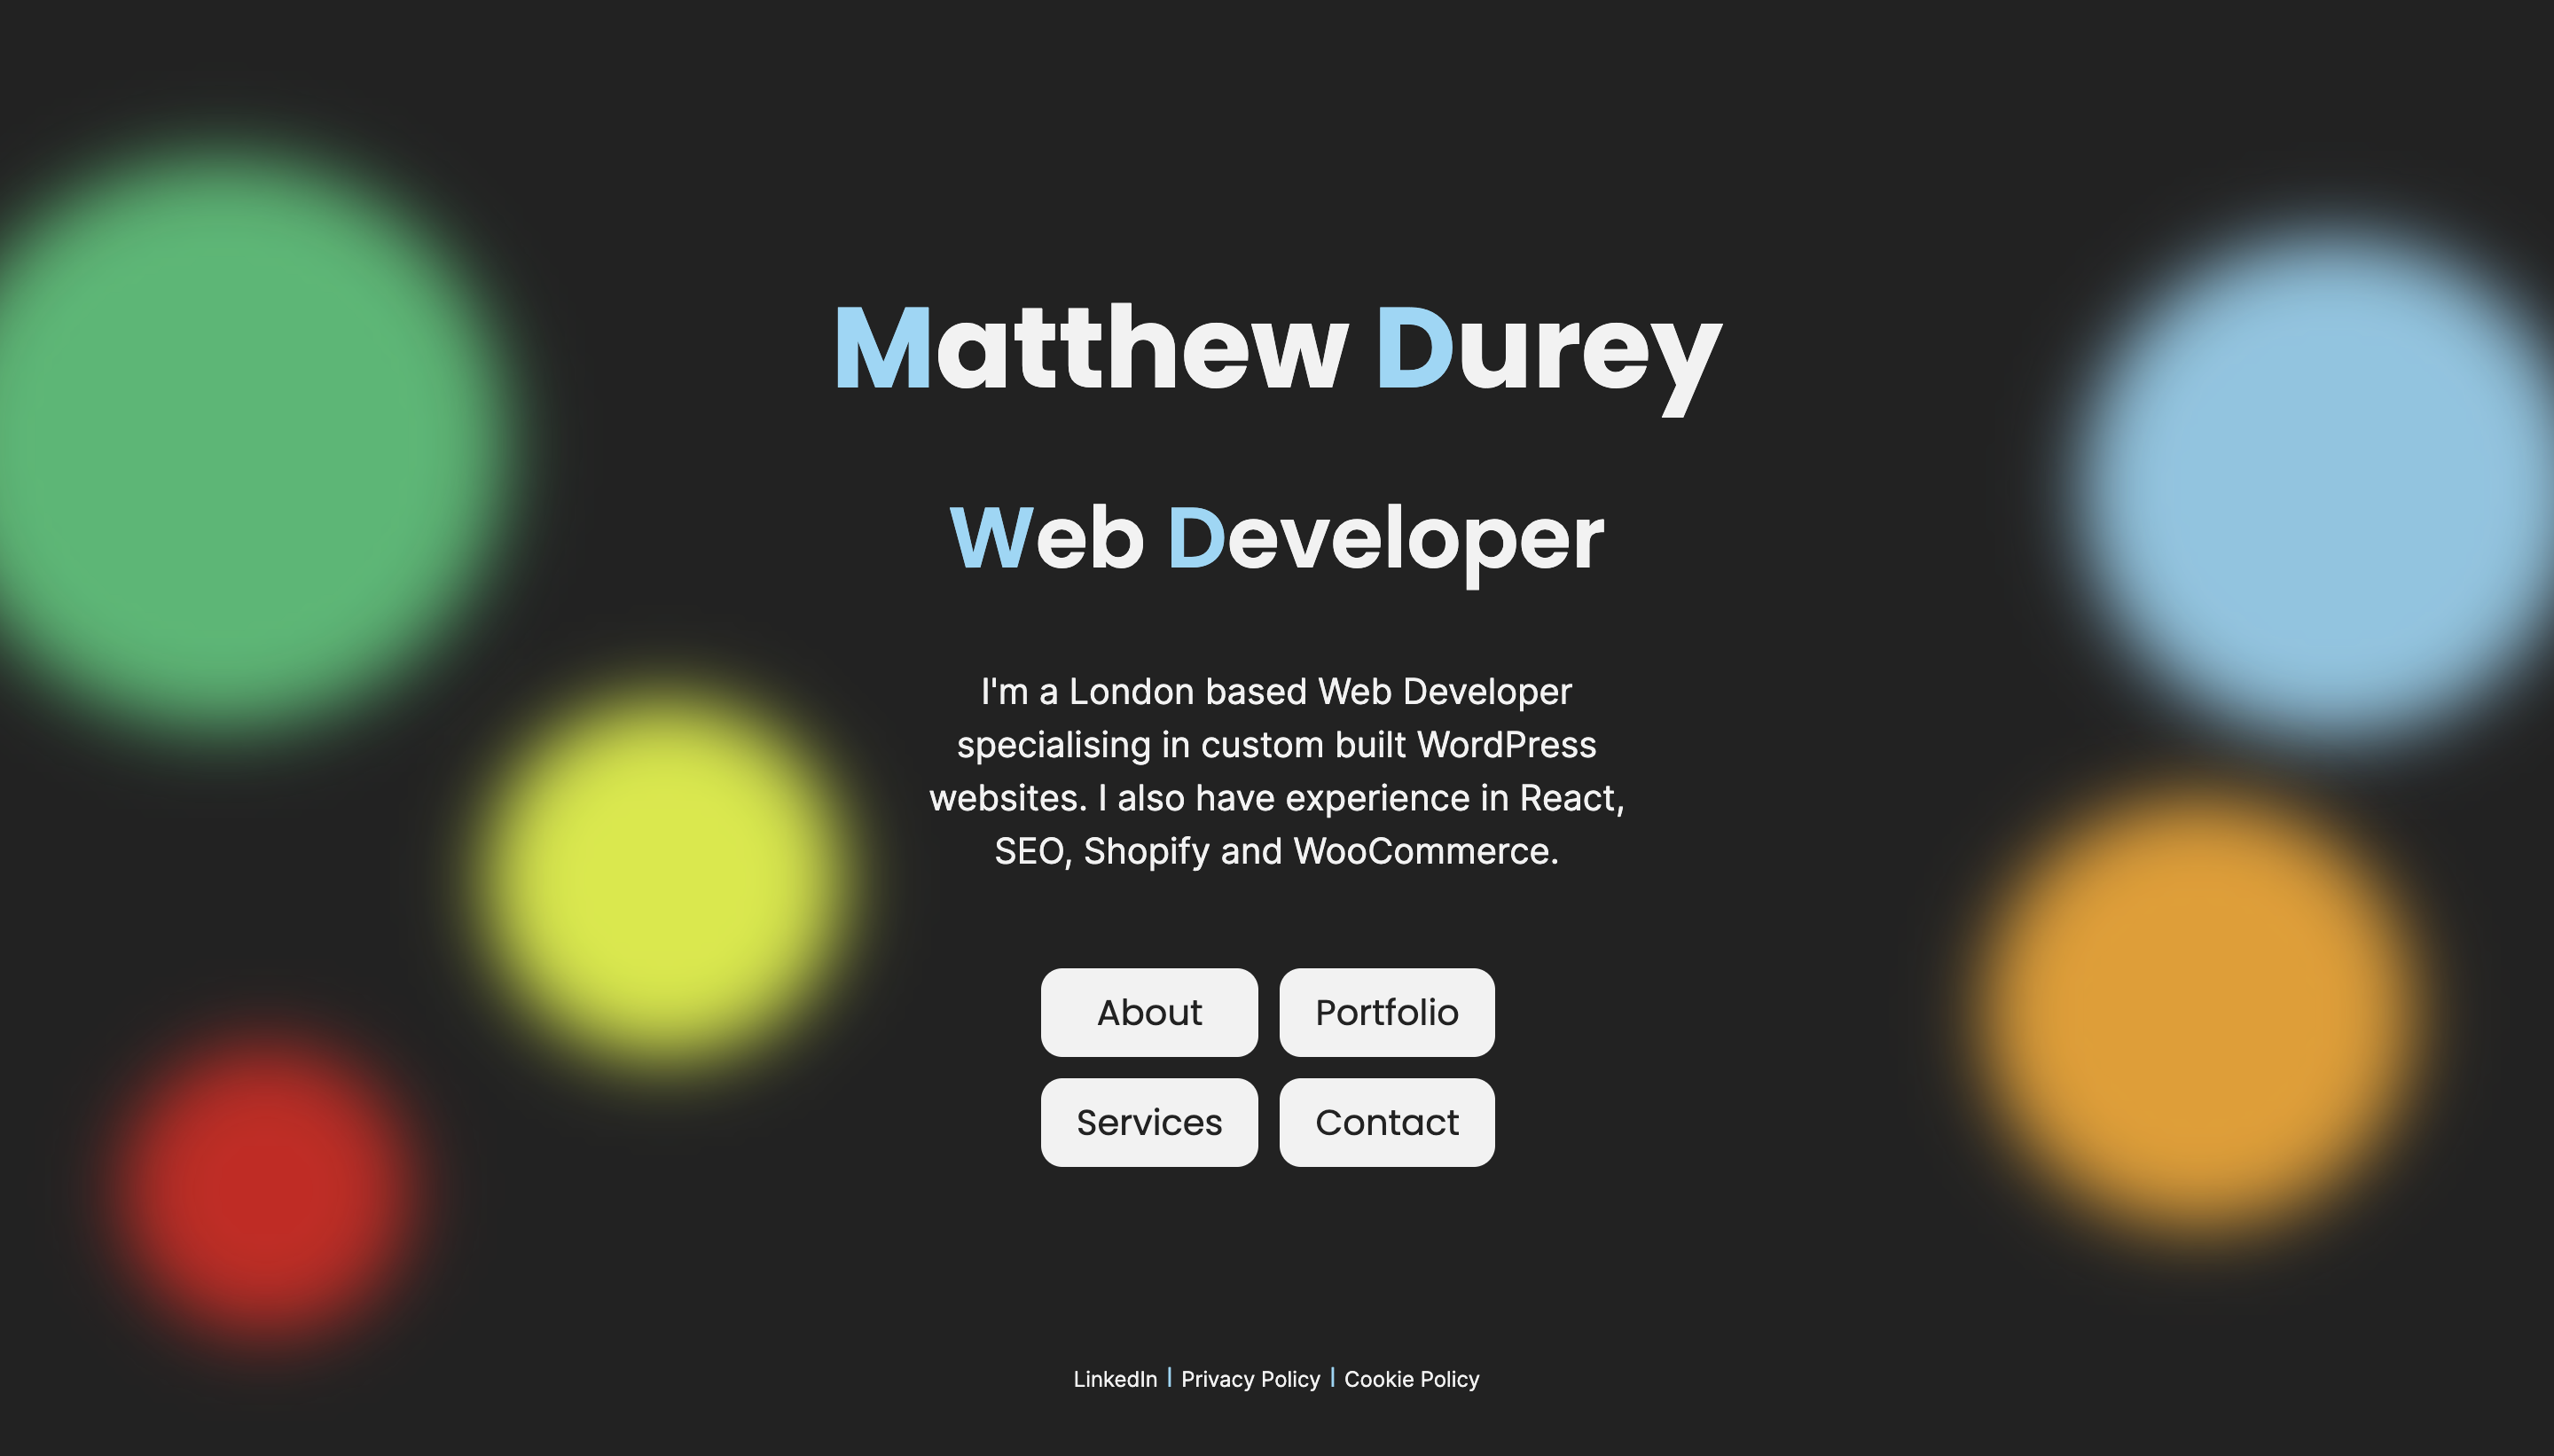 Matthew Durey
Web Developer
I'm a London based Web Developer
specialising in custom built WordPress
websites. I also have experience in React,
SEO, Shopify and WooCommerce.
About
Portfolio
Services
Contact
LinkedIn | Privacy Policy | Cookie Policy